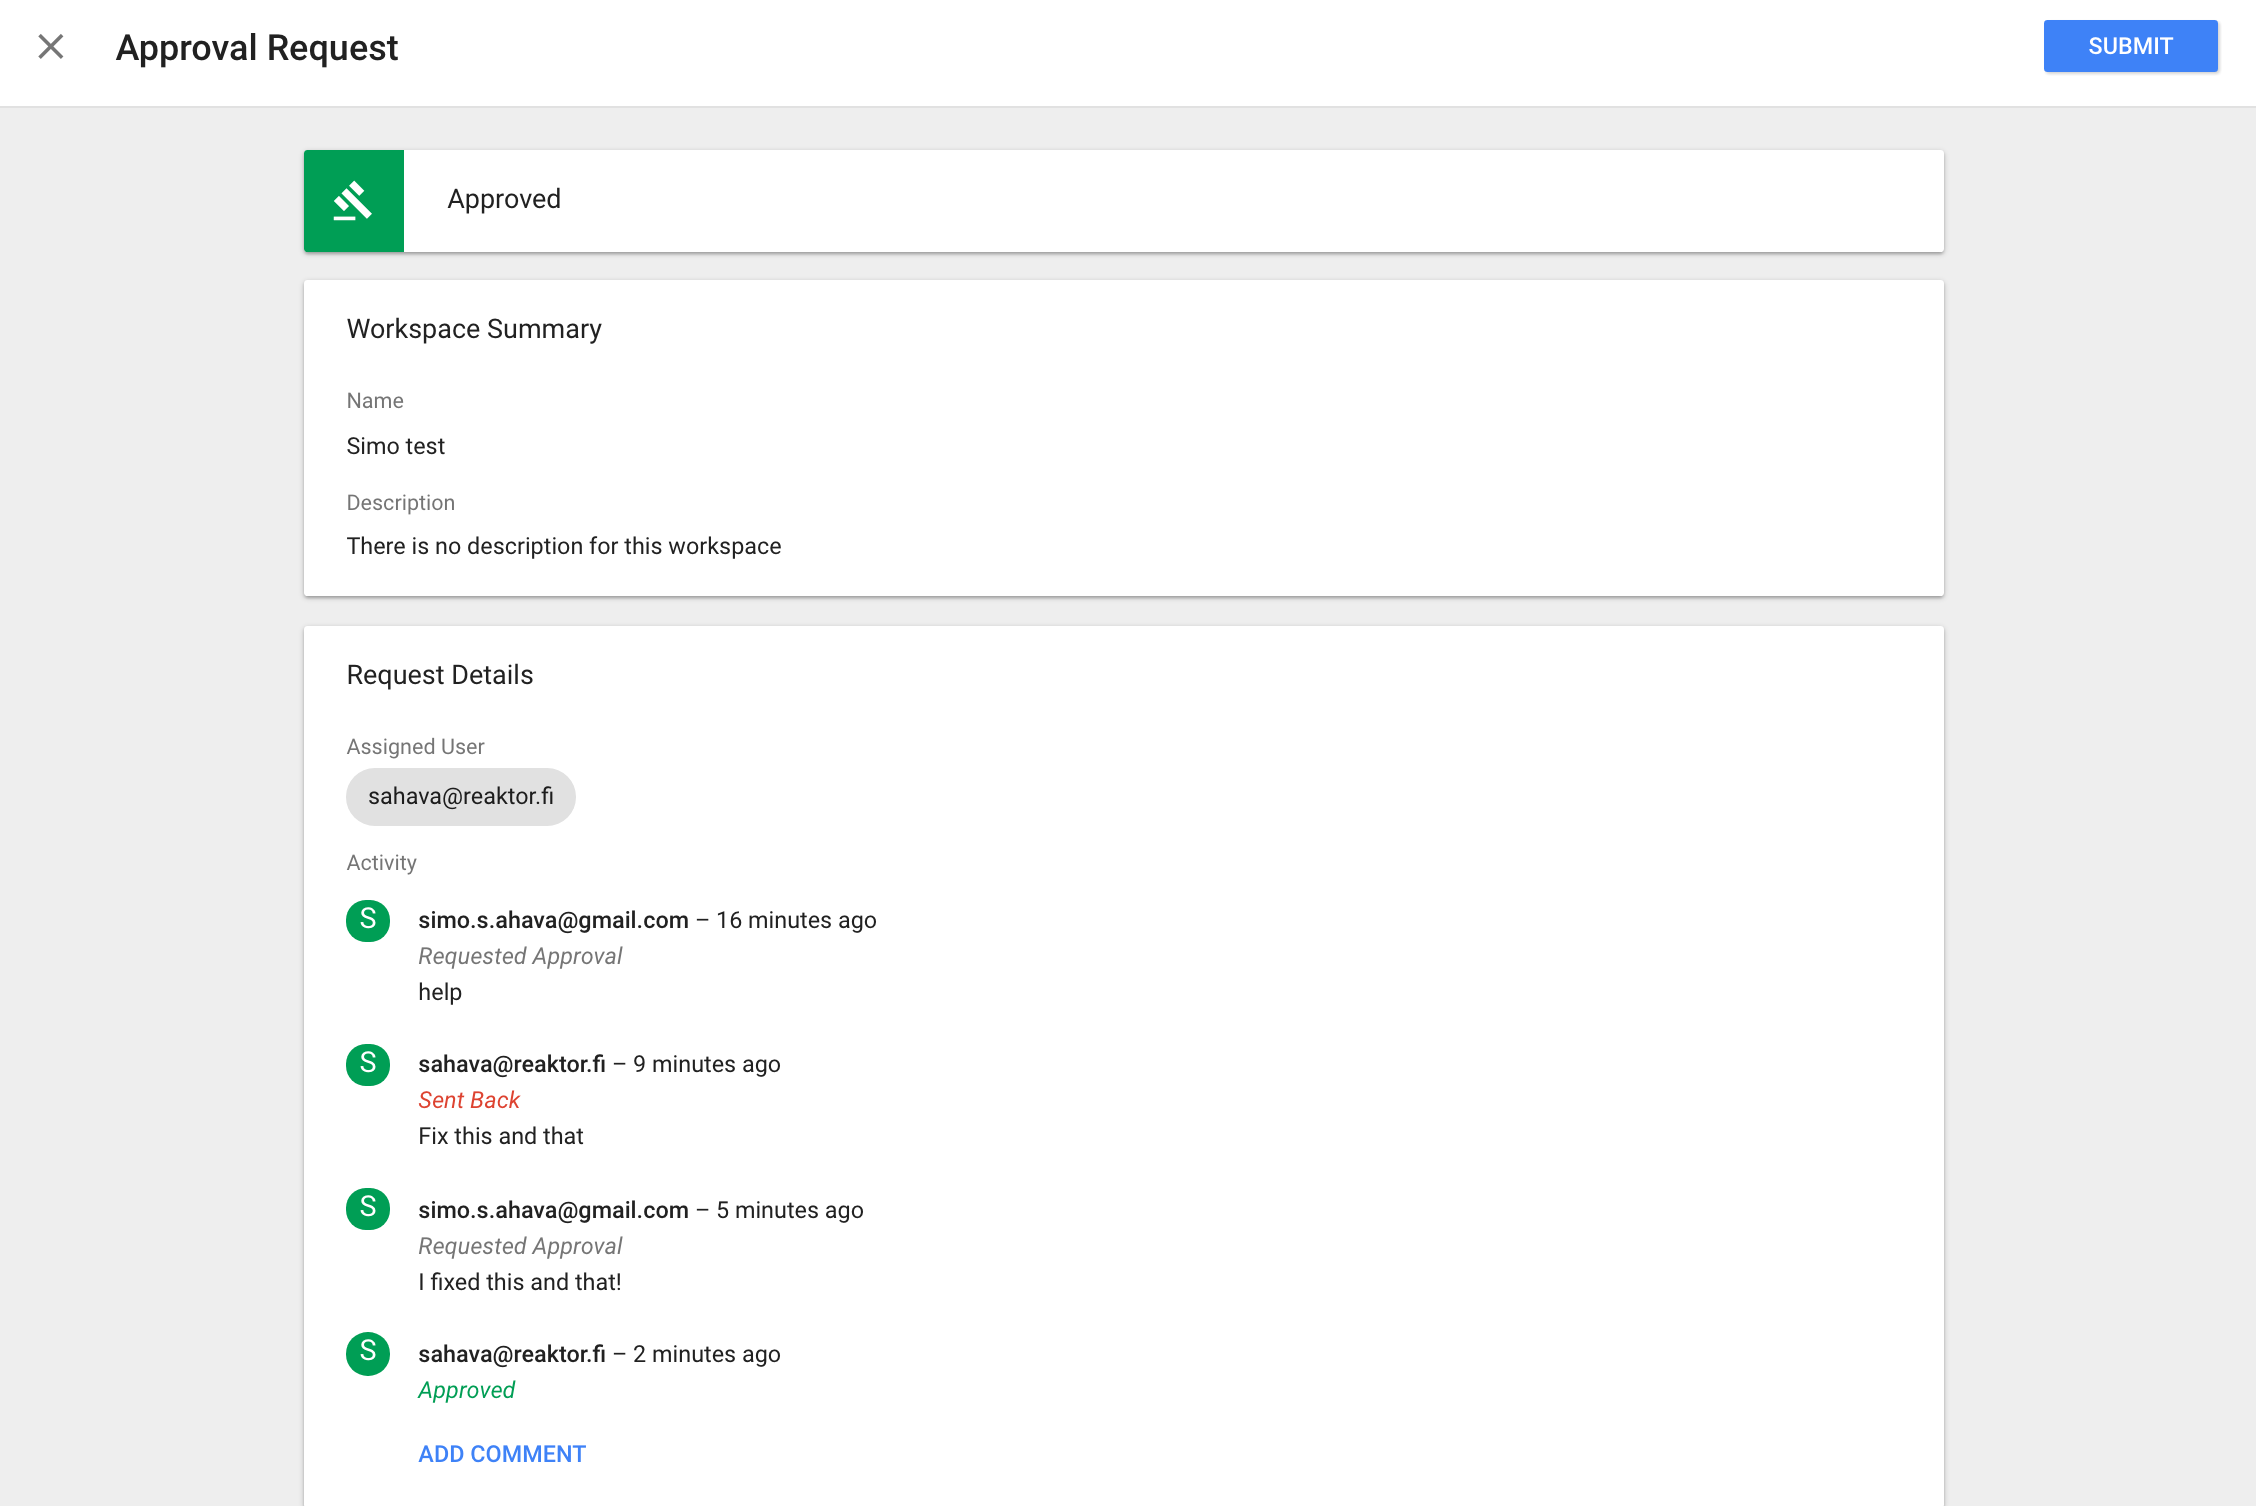 Approval Request
SUBMIT
Approved
Workspace Summary
Name
Simo test
Description
There is no description for this workspace
Request Details
Assigned User
sahava@reaktor.fi
Activity
S
simo.s.ahava@gmail.com – 16 minutes ago
Requested Approval
help
S
sahava@reaktor.fi – 9 minutes ago
Sent Back
Fix this and that
S
simo.s.ahava@gmail.com – 5 minutes ago
Requested Approval
I fixed this and that!
S
sahava@reaktor.fi – 2 minutes ago
Approved
ADD COMMENT